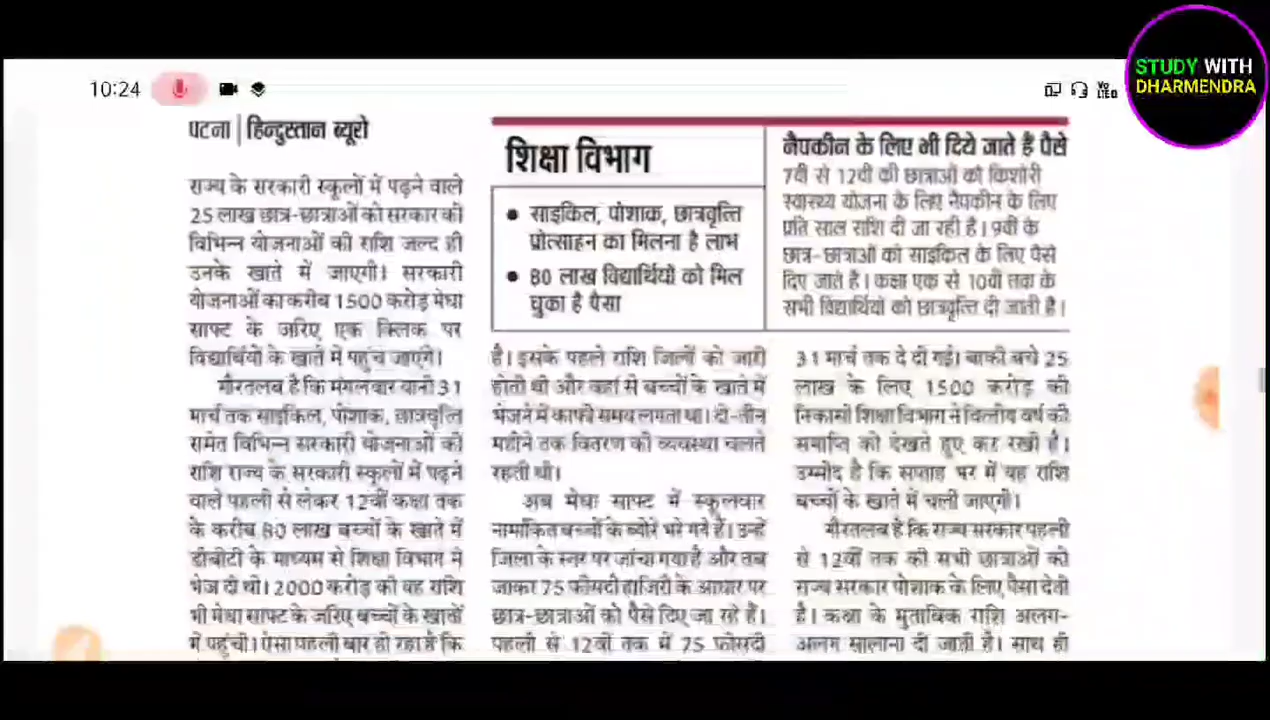 10:24
STUDY WITH
DHARMENDRA
पटना | हिन्दुस्तान ब्यूरो
राज्य के सरकारी स्कूलों में पढ़ने वाले
25 लाख छात्र-छात्राओं को सरकार की
विभिन्न योजनाओं की राशि जल्द ही
उनके खाते में जाएगी। सरकारी
योजनाओं का करीब 1500 करोड़ मेधा
साफ्ट के जरिए एक क्लिक पर
विद्यार्थियों के खाते में पहुंच जाएंगे।
गौरतलब है कि मंगलवार यानी 31
मार्च तक साइकिल, पोशाक, छात्रवृत्ति
समेत विभिन्न सरकारी योजनाओं की
राशि राज्य के सरकारी स्कूलों में पढ़ने
वाले पहली से लेकर 12वीं कक्षा तक
के करीब 80 लाख बच्चों के खाते में
डीबीटी के माध्यम से शिक्षा विभाग ने
भेज दी थी। 2000 करोड़ की यह राशि
भी मेधा साफ्ट के जरिए बच्चों के खातों
में पहुंची। ऐसा पहली बार हो रहा है कि
शिक्षा विभाग
● साइकिल, पोशाक, छात्रवृत्ति
प्रोत्साहन का मिलना है लाभ
● 80 लाख विद्यार्थियों को मिल
चुका है पैसा
नैपकीन के लिए भी दिये जाते हैं पैसे
7वीं से 12वीं की छात्राओं को किशोरी
स्वास्थ्य योजना के लिए नैपकीन के लिए
प्रति साल राशि दी जा रही है। 9वीं के
छात्र-छात्राओं को साइकिल के लिए पैसे
दिए जाते है। कक्षा एक से 10वीं तक के
सभी विद्यार्थियों को छात्रवृत्ति दी जाती है।
है। इसके पहले राशि जिलों को जारी
होती थी और वहां से बच्चों के खाते में
भेजने में काफी समय लगता था। दो-तीन
महीने तक वितरण की व्यवस्था चलते
रहती थी।
अब मेधा साफ्ट में स्कूलवार
नामांकित बच्चों के ब्योरे भरे गये हैं। उन्हें
जिला के स्तर पर जांचा गया है और तब
जाकर 75 फीसदी हाजिरी के आधार पर
छात्र-छात्राओं को पैसे दिए जा रहे हैं।
पहली से 12वीं तक में 75 फीसदी
31 मार्च तक दे दी गई। बाकी बचे 25
लाख के लिए 1500 करोड़ की
निकासी शिक्षा विभाग ने वित्तीय वर्ष की
समाप्ति को देखते हुए कर रखी है।
उम्मीद है कि सप्ताह भर में यह राशि
बच्चों के खाते में चली जाएगी।
गौरतलब है कि राज्य सरकार पहली
से 12वीं तक की सभी छात्राओं को
राज्य सरकार पोशाक के लिए पैसा देती
है। कक्षा के मुताबिक राशि अलग-
अलग सालाना दी जाती है। साथ ही